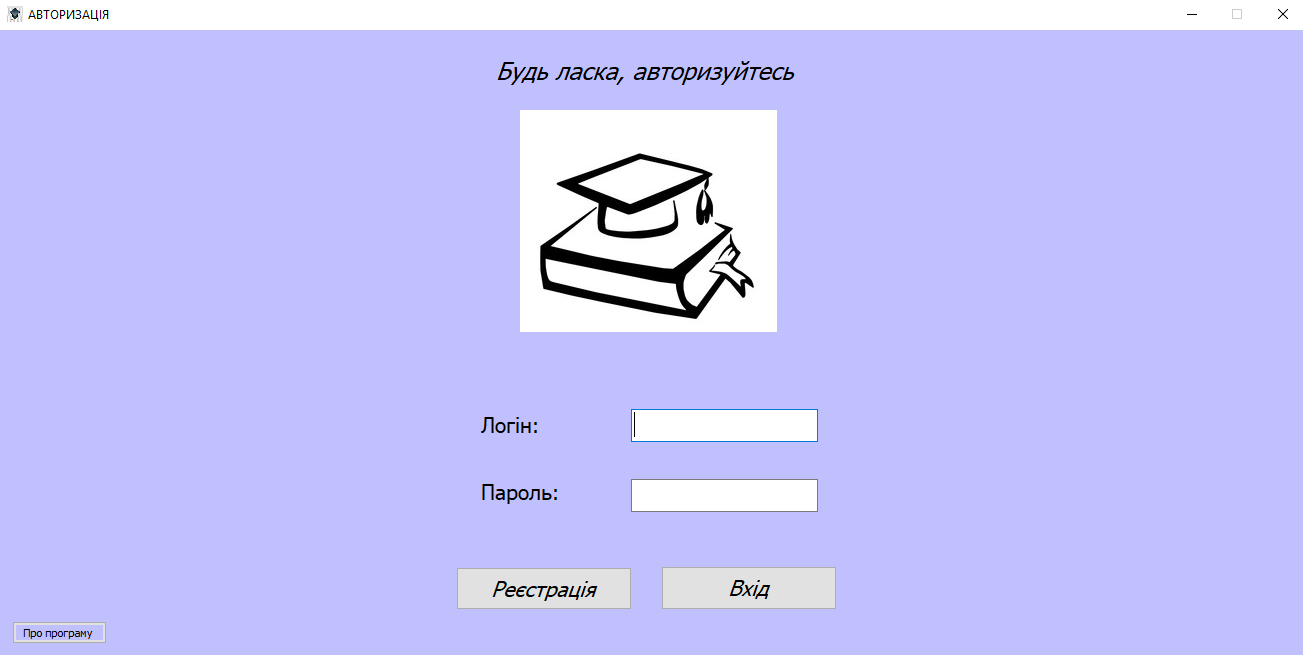 АВТОРИЗАЦІЯ
Будь ласка, авторизуйтесь
Логін:
Пароль:
Реєстрація
Вхід
Про програму